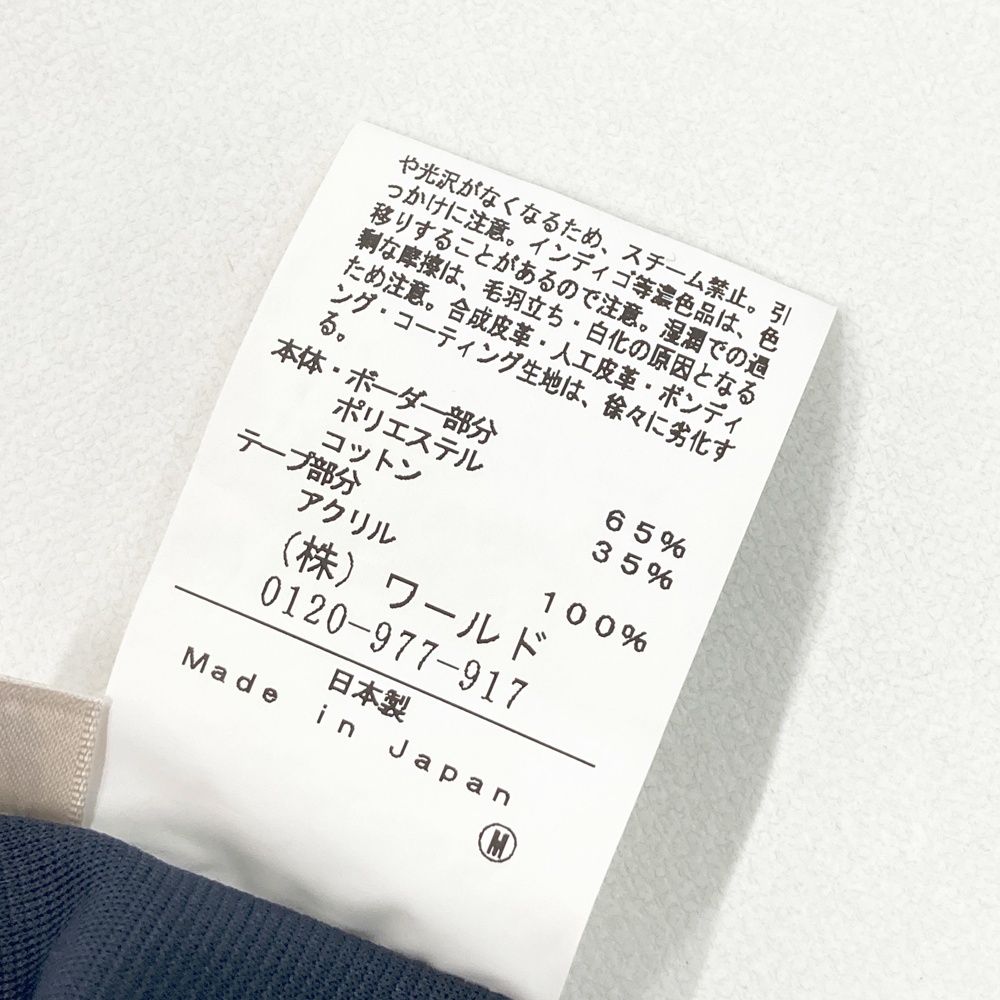 や光沢がなくなるため、スチーム禁止。引
っかけに注意。インディゴ等濃色品は、色
移りすることがあるので注意。湿潤での過
剰な摩擦は、毛羽立ち・白化の原因となる
ため注意。合成皮革・人工皮革・ボンディ
ング・コーティング生地は、徐々に劣化す
る。
本体・ボーダー部分
ポリエステル 65%
コットン 35%
テープ部分
アクリル 100%
(株)ワールド
0120-977-917
日本製
Made in Japan
Ⓜ